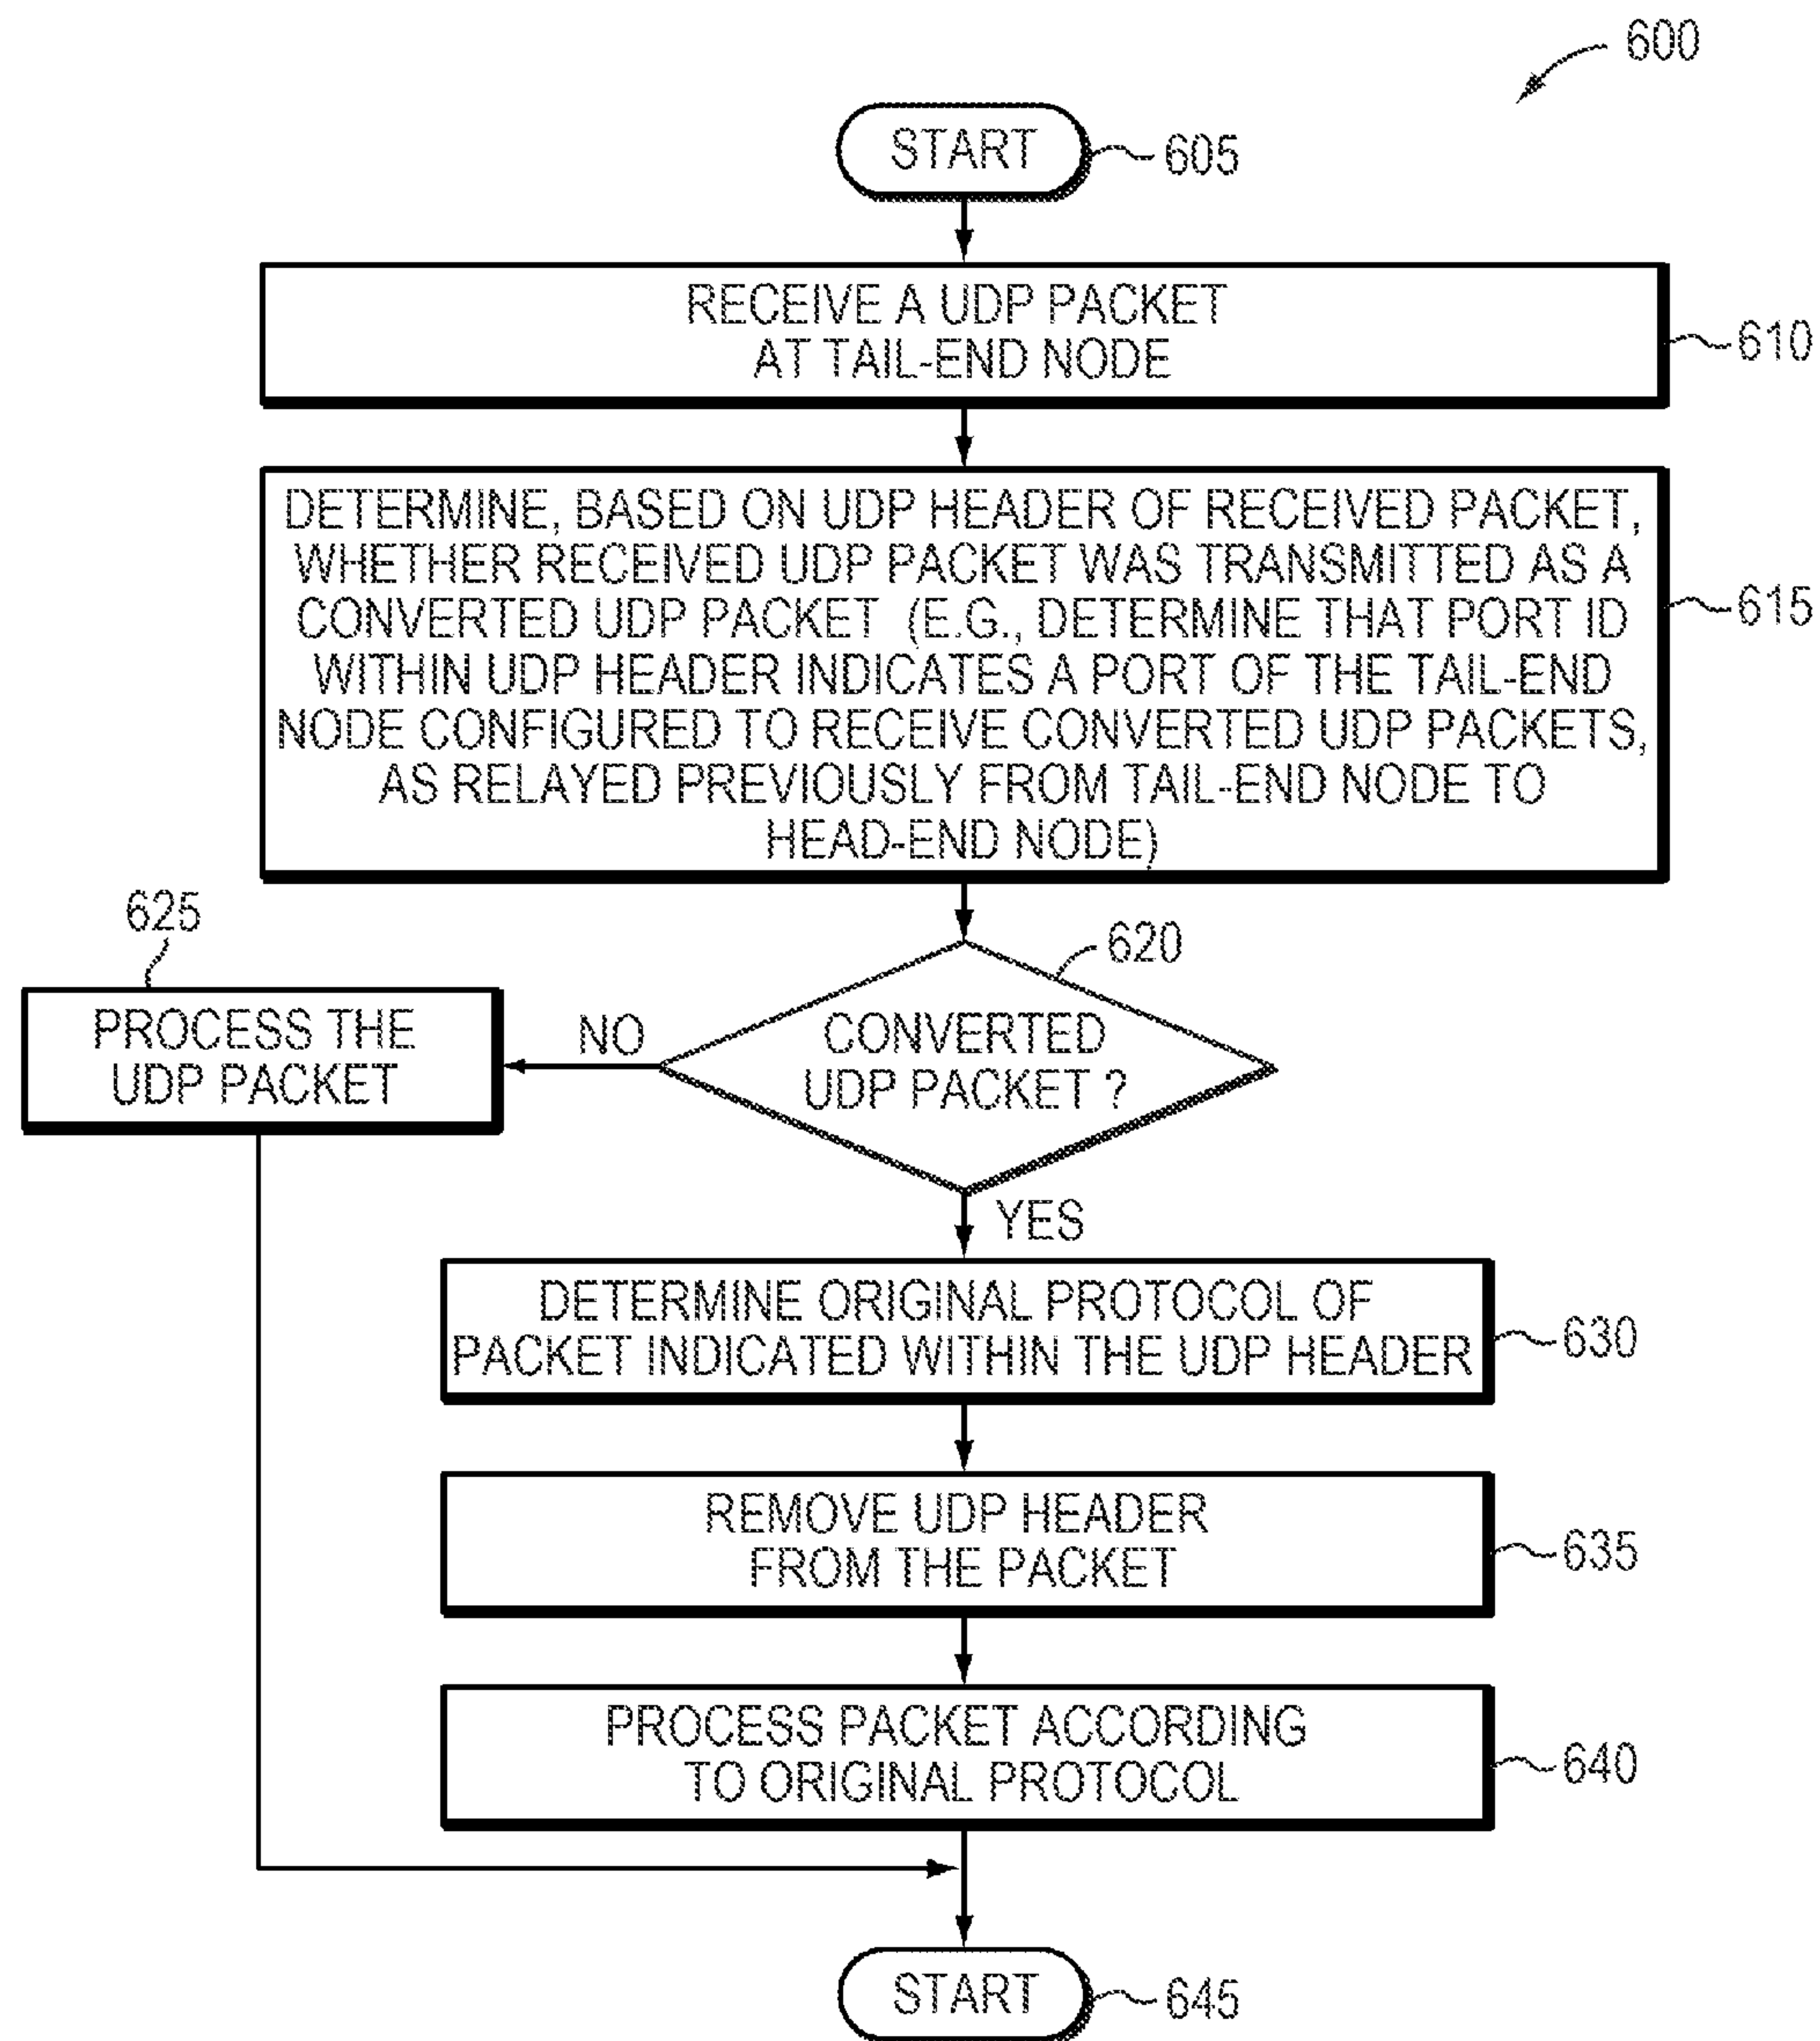 600
START
605
RECEIVE A UDP PACKET
AT TAIL-END NODE
610
DETERMINE, BASED ON UDP HEADER OF RECEIVED PACKET,
WHETHER RECEIVED UDP PACKET WAS TRANSMITTED AS A
CONVERTED UDP PACKET (E.G., DETERMINE THAT PORT ID
WITHIN UDP HEADER INDICATES A PORT OF THE TAIL-END
NODE CONFIGURED TO RECEIVE CONVERTED UDP PACKETS,
AS RELAYED PREVIOUSLY FROM TAIL-END NODE TO
HEAD-END NODE)
615
625
620
PROCESS THE
UDP PACKET
NO
CONVERTED
UDP PACKET ?
YES
DETERMINE ORIGINAL PROTOCOL OF
PACKET INDICATED WITHIN THE UDP HEADER
630
REMOVE UDP HEADER
FROM THE PACKET
635
PROCESS PACKET ACCORDING
TO ORIGINAL PROTOCOL
640
START
645